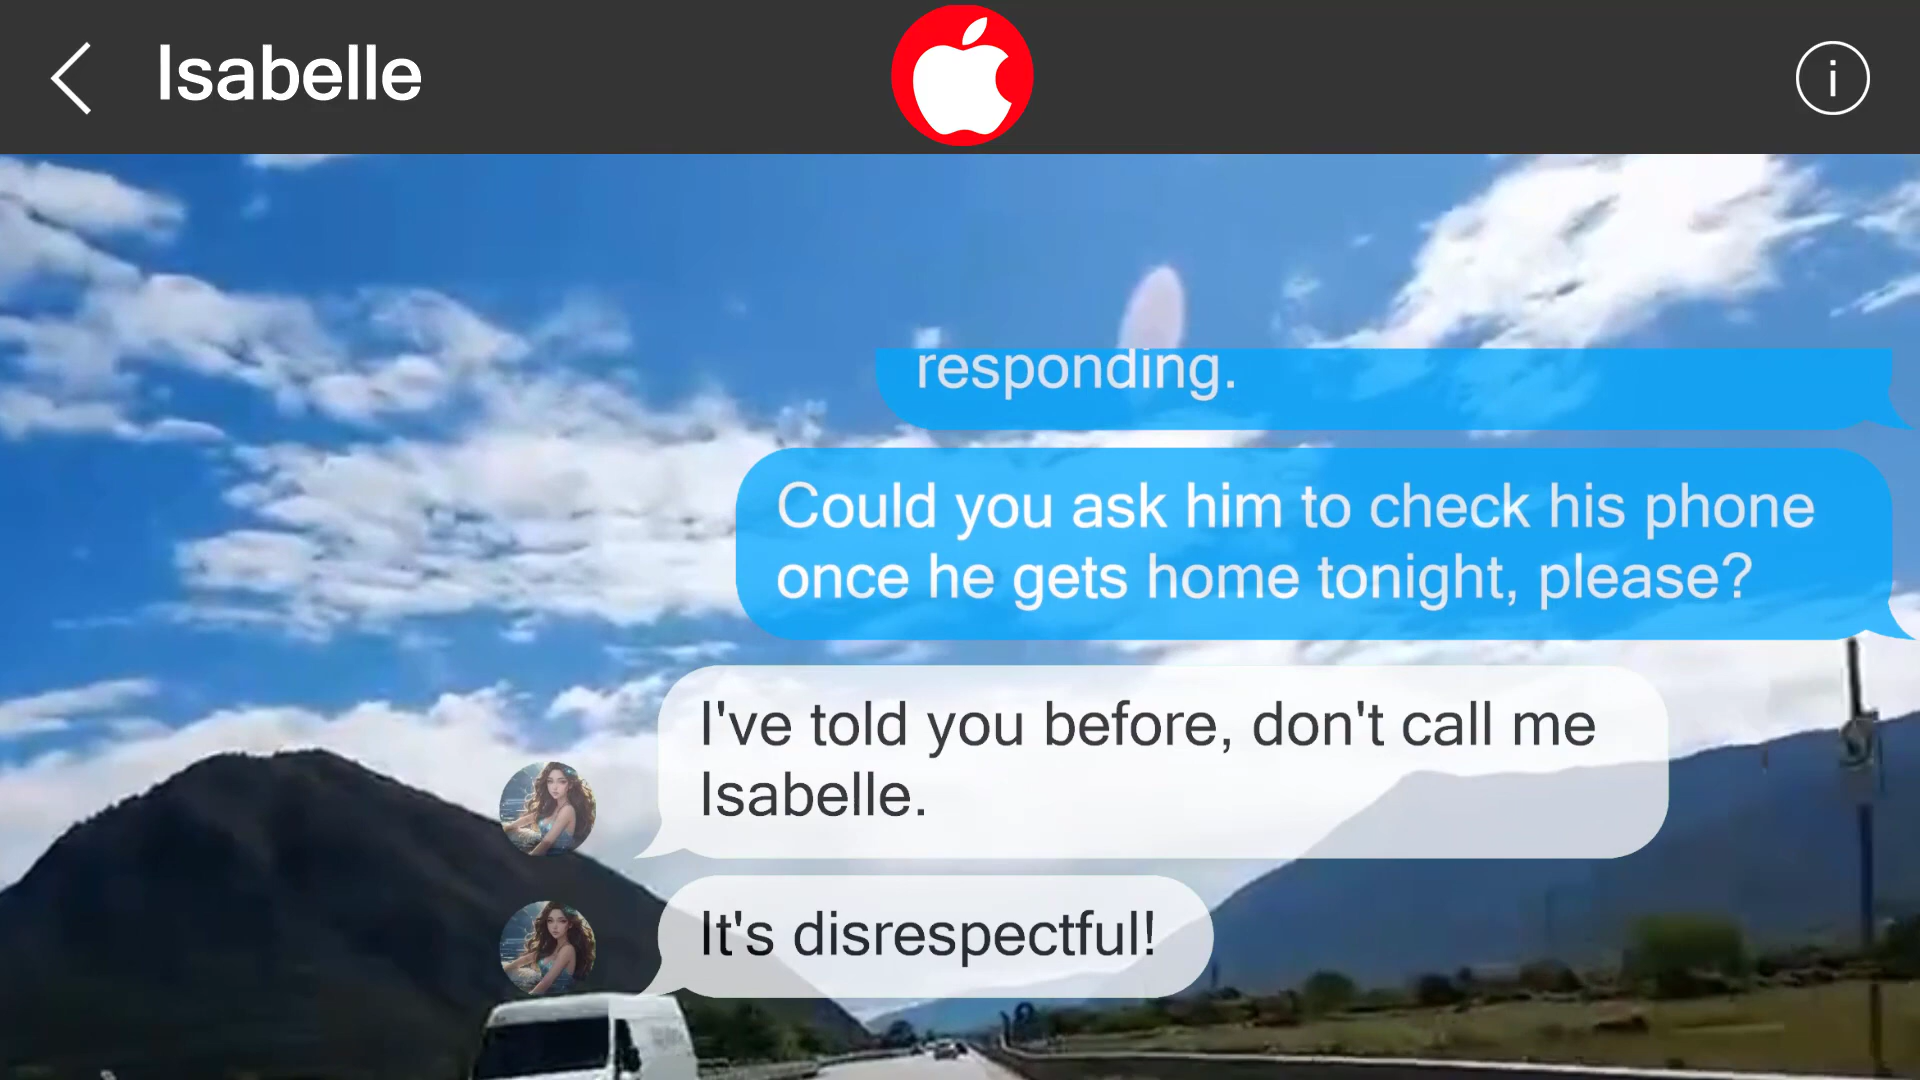 Isabelle
responding.
Could you ask him to check his phone
once he gets home tonight, please?
I've told you before, don't call me
Isabelle.
It's disrespectful!